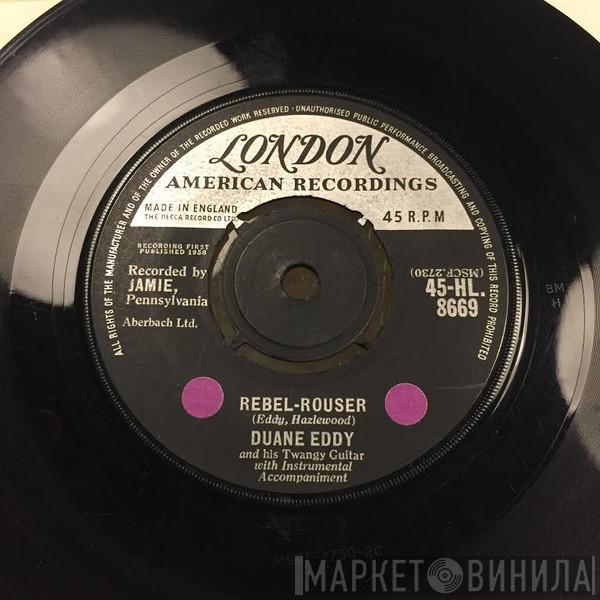 ALL RIGHTS OF THE MANUFACTURER AND OF THE OWNER OF THE RECORDED WORK RESERVED · UNAUTHORISED PUBLIC PERFORMANCE BROADCASTING AND COPYING OF THIS RECORD PROHIBITED
LONDON
AMERICAN RECORDINGS
MADE IN ENGLAND
THE DECCA RECORD CO LTD
45 R.P.M
RECORDING FIRST
PUBLISHED 1958
Recorded by
JAMIE,
Pennsylvania
Aberbach Ltd.
(MSCF.2730)
45-HL.
8669
REBEL-ROUSER
(Eddy, Hazlewood)
DUANE EDDY
and his Twangy Guitar
with Instrumental
Accompaniment
BM
H
МАРКЕТ ВИНИЛА